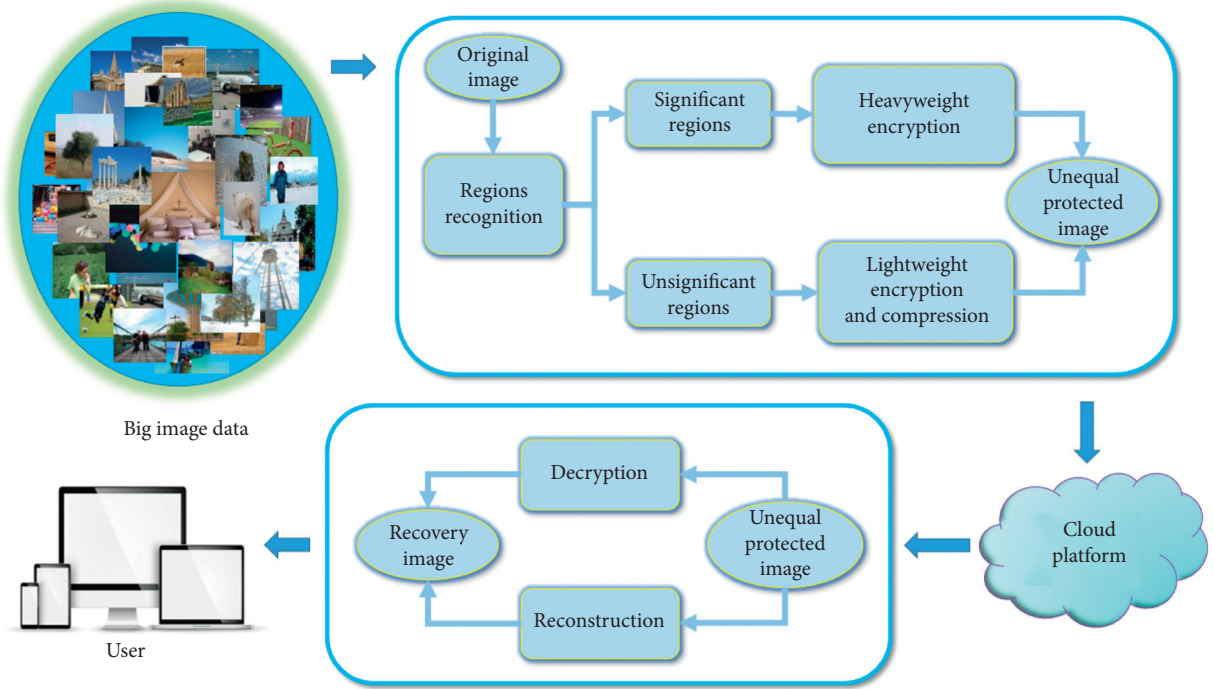 Original
image
Significant
regions
Heavyweight
encryption
Regions
recognition
Unequal
protected
image
Unsignificant
regions
Lightweight
encryption
and compression
Big image data
Decryption
Recovery
image
Unequal
protected
image
Cloud
platform
Reconstruction
User